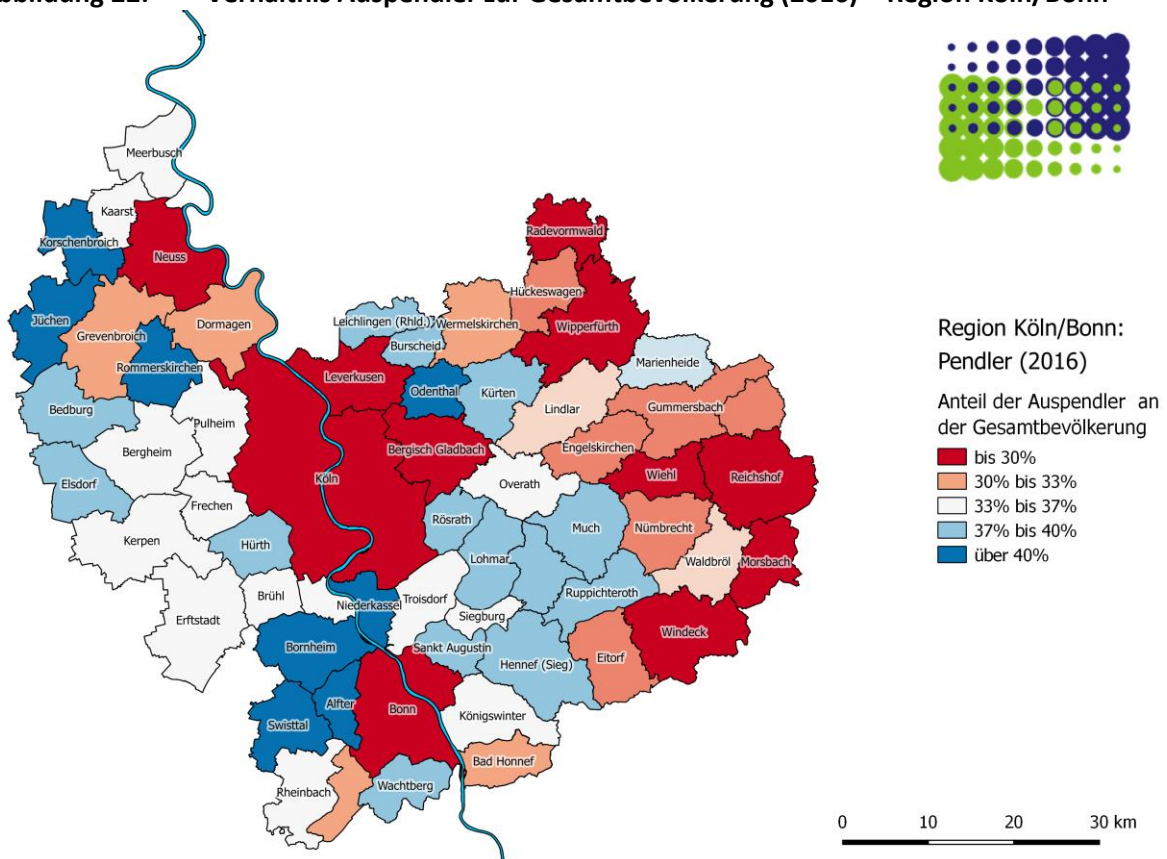 Verhältnis Auspendler zur Gesamtbevölkerung (2016) – Region Köln/Bonn
Meerbusch
Kaarst
Korschenbroich
Neuss
Radevormwald
Hückeswagen
Jüchen
Grevenbroich
Dormagen
Leichlingen (Rhld.)
Wermelskirchen
Wipperfürth
Burscheid
Marienheide
Rommerskirchen
Leverkusen
Odenthal
Kürten
Lindlar
Gummersbach
Bedburg
Pulheim
Bergheim
Bergisch Gladbach
Engelskirchen
Köln
Overath
Wiehl
Reichshof
Elsdorf
Frechen
Rösrath
Much
Nümbrecht
Kerpen
Hürth
Lohmar
Waldbröl
Morsbach
Brühl
Niederkassel
Troisdorf
Ruppichteroth
Erftstadt
Siegburg
Windeck
Bornheim
Sankt Augustin
Hennef (Sieg)
Eitorf
Alfter
Bonn
Königswinter
Swisttal
Bad Honnef
Rheinbach
Wachtberg
Region Köln/Bonn:
Pendler (2016)
Anteil der Auspendler an
der Gesamtbevölkerung
bis 30%
30% bis 33%
33% bis 37%
37% bis 40%
über 40%
0 10 20 30 km